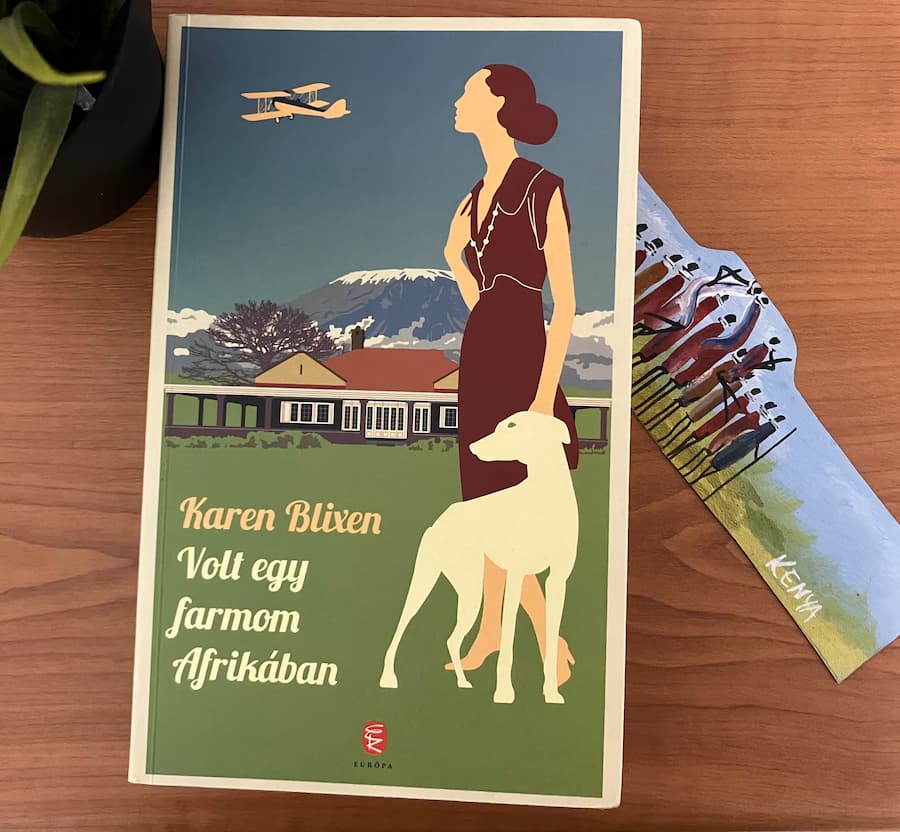 Karen Blixen
Volt egy
farmom
Afrikában
EURÓPA
KENYA